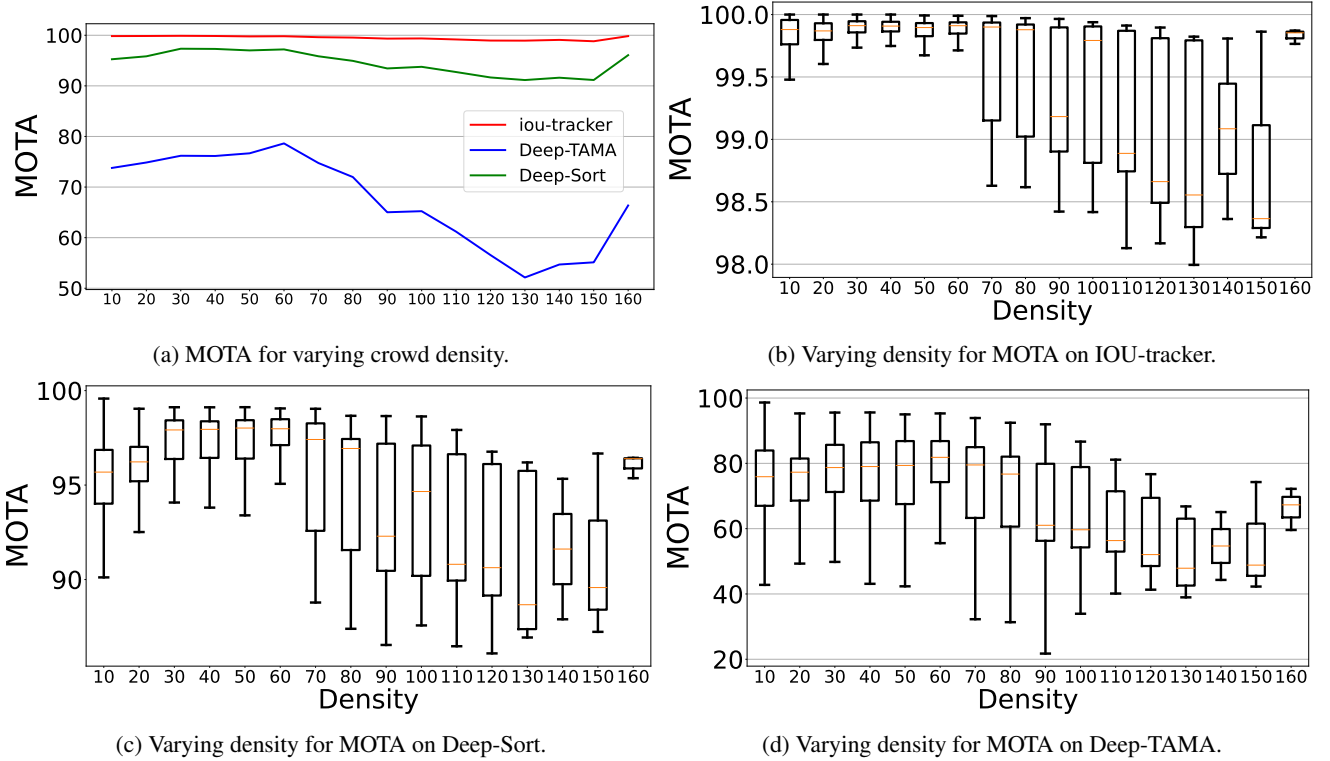 100
90
80
70
60
50
MOTA
iou-tracker
Deep-TAMA
Deep-Sort
10 20 30 40 50 60 70 80 90 100 110 120 130 140 150 160
(a) MOTA for varying crowd density.
100.0
99.5
99.0
98.5
98.0
MOTA
10 20 30 40 50 60 70 80 90 100 110 120 130 140 150 160
Density
(b) Varying density for MOTA on IOU-tracker.
100
95
90
MOTA
10 20 30 40 50 60 70 80 90 100 110 120 130 140 150 160
Density
(c) Varying density for MOTA on Deep-Sort.
100
80
60
40
20
MOTA
10 20 30 40 50 60 70 80 90 100 110 120 130 140 150 160
Density
(d) Varying density for MOTA on Deep-TAMA.